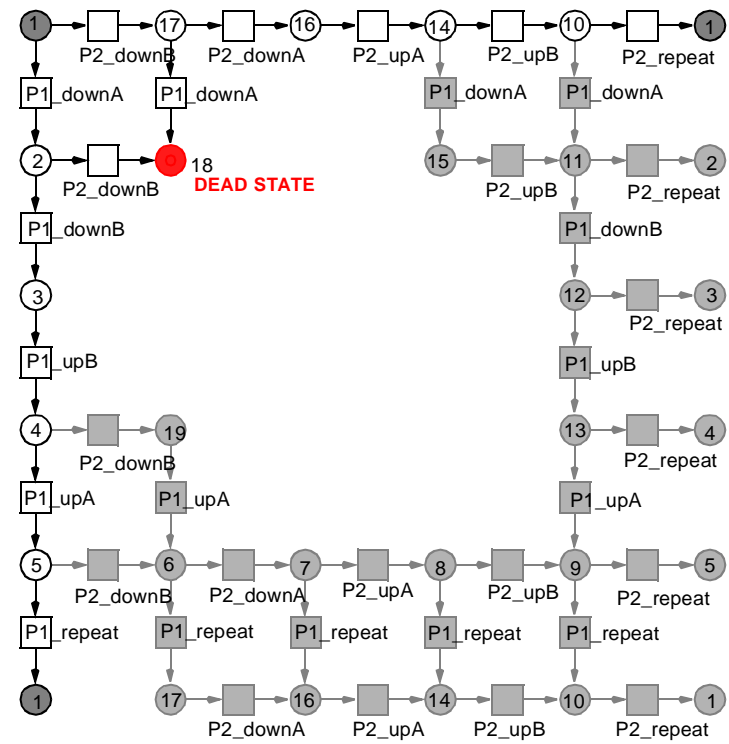 1 17 16 14 10 1
P2_downB P2_downA P2_upA P2_upB P2_repeat
P1_downA P1_downA P1_downA P1_downA
2 18 15 11 2
P2_downB DEAD STATE P2_upB P2_repeat
P1_downB P1_downB
3 12 3
P2_repeat
P1_upB P1_upB
4 19 13 4
P2_downB P2_repeat
P1_upA P1_upA P1_upA
5 6 7 8 9 5
P2_downB P2_downA P2_upA P2_upB P2_repeat
P1_repeat P1_repeat P1_repeat P1_repeat P1_repeat
1 17 16 14 10 1
P2_downA P2_upA P2_upB P2_repeat